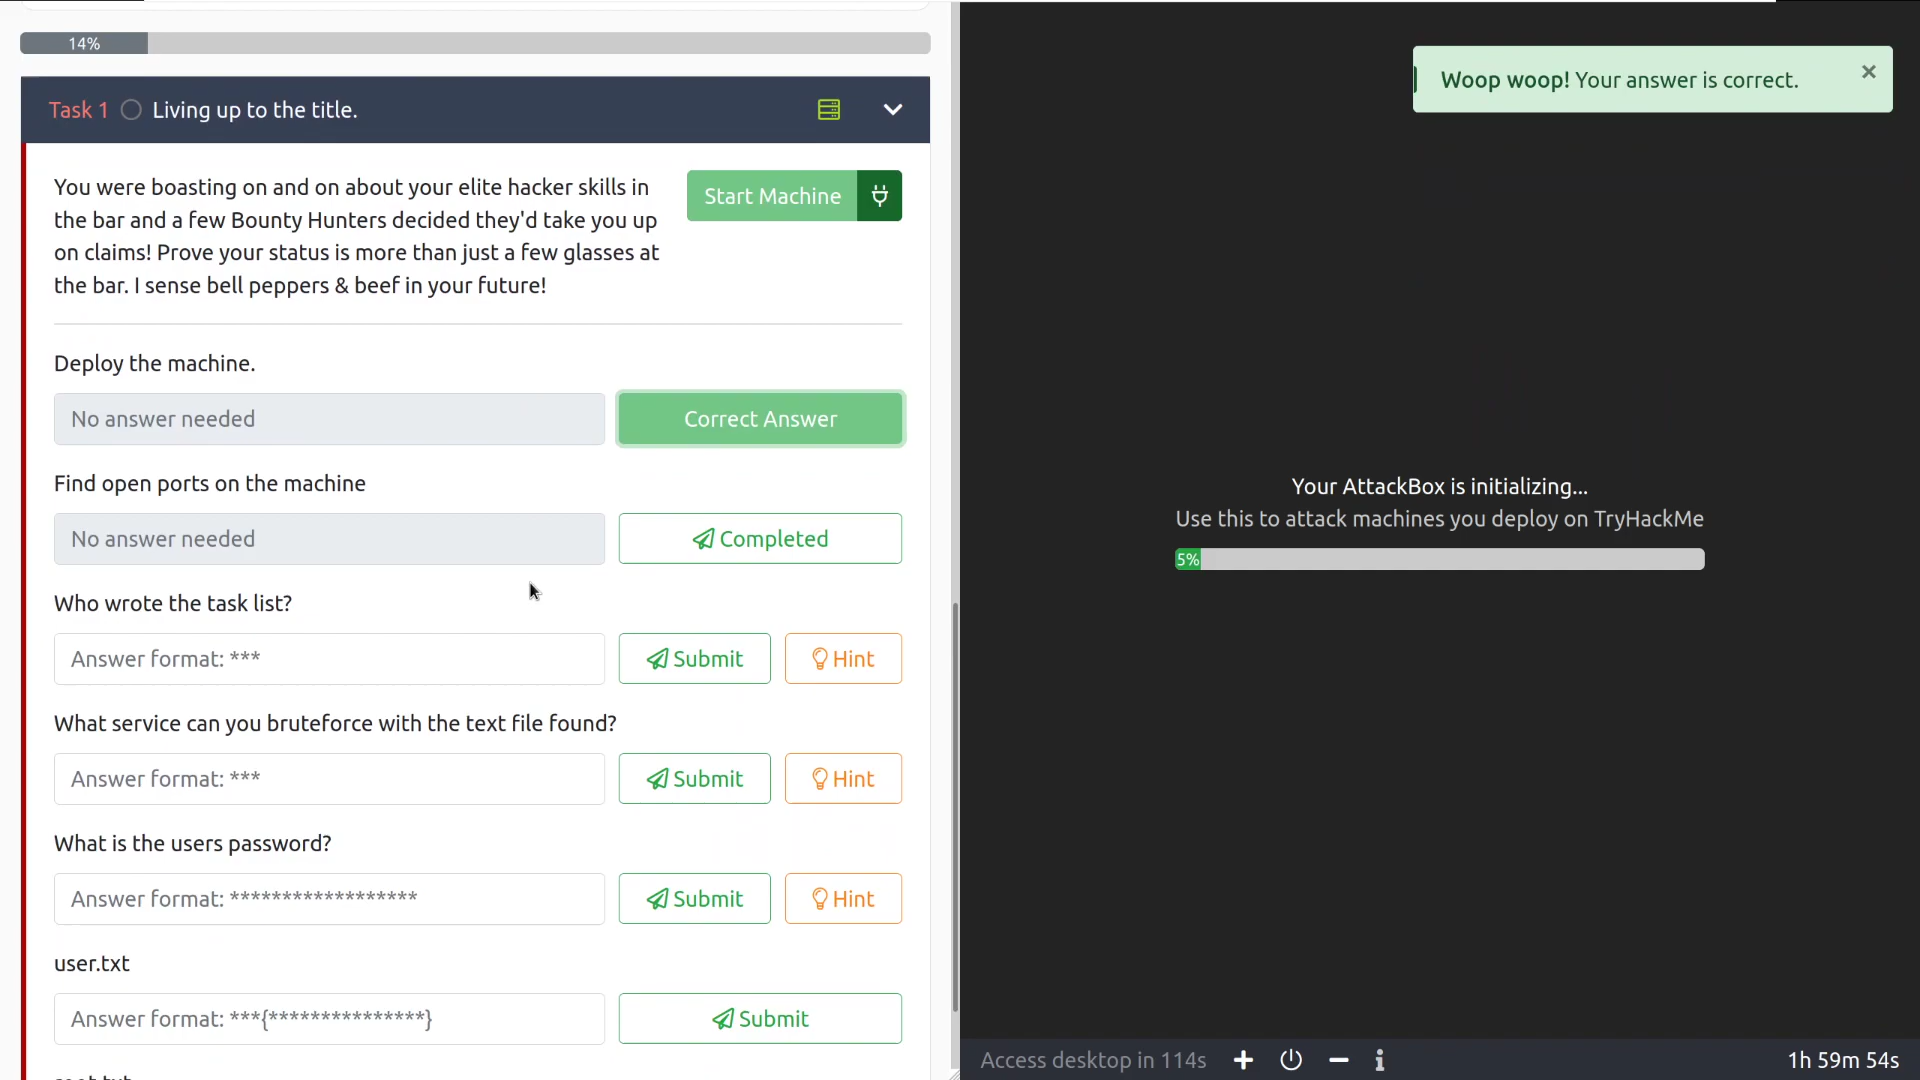 14%
Task 1 Living up to the title.
You were boasting on and on about your elite hacker skills in
the bar and a few Bounty Hunters decided they'd take you up
on claims! Prove your status is more than just a few glasses at
the bar. I sense bell peppers & beef in your future!
Start Machine
Deploy the machine.
No answer needed
Correct Answer
Find open ports on the machine
No answer needed
Completed
Who wrote the task list?
Answer format: ***
Submit
Hint
What service can you bruteforce with the text file found?
Answer format: ***
Submit
Hint
What is the users password?
Answer format: ******************
Submit
Hint
user.txt
Answer format: ***{***************}
Submit
Woop woop! Your answer is correct.
Your AttackBox is initializing...
Use this to attack machines you deploy on TryHackMe
5%
Access desktop in 114s
1h 59m 54s